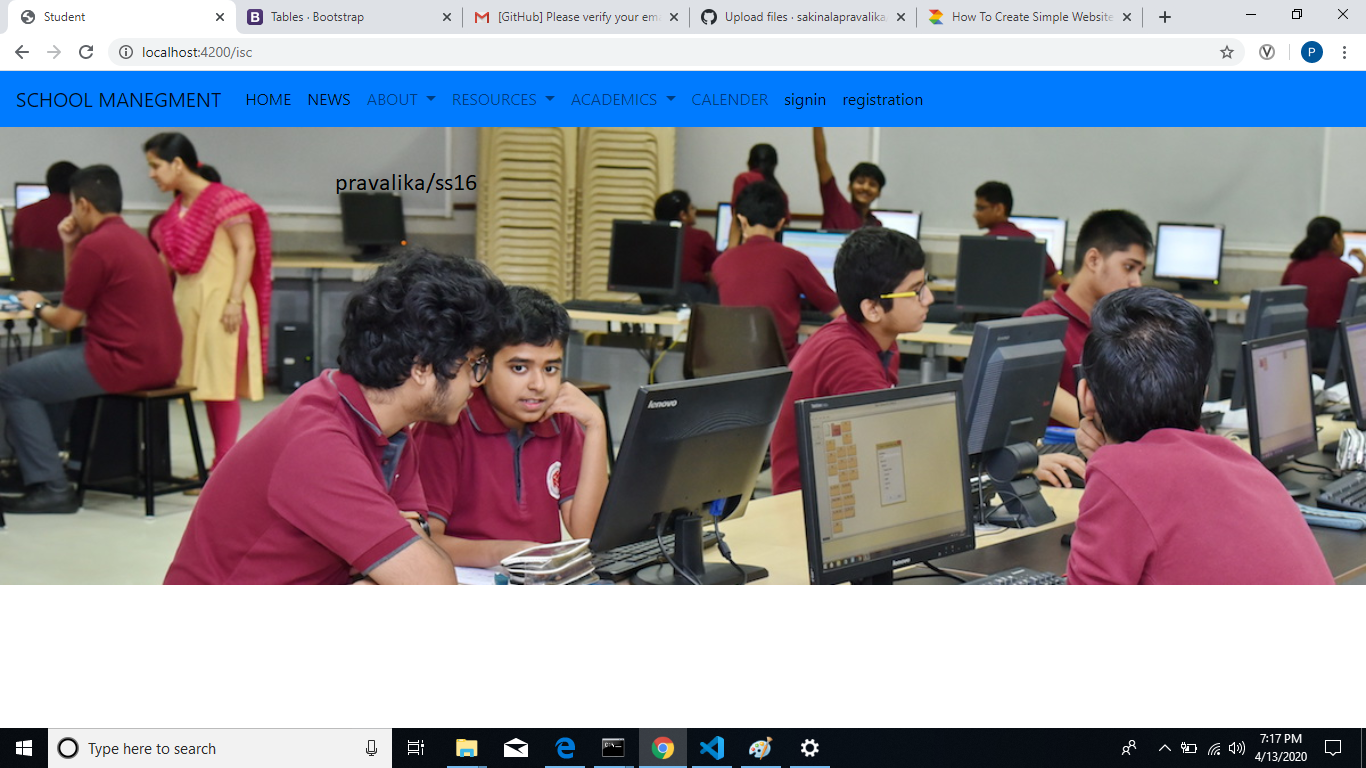 Student
Tables · Bootstrap
[GitHub] Please verify your ema
Upload files · sakinalapravalika
How To Create Simple Website
localhost:4200/isc
V
P
SCHOOL MANEGMENT HOME NEWS ABOUT RESOURCES ACADEMICS CALENDER signin registration
pravalika/ss16
lenovo
Type here to search
7:17 PM
4/13/2020